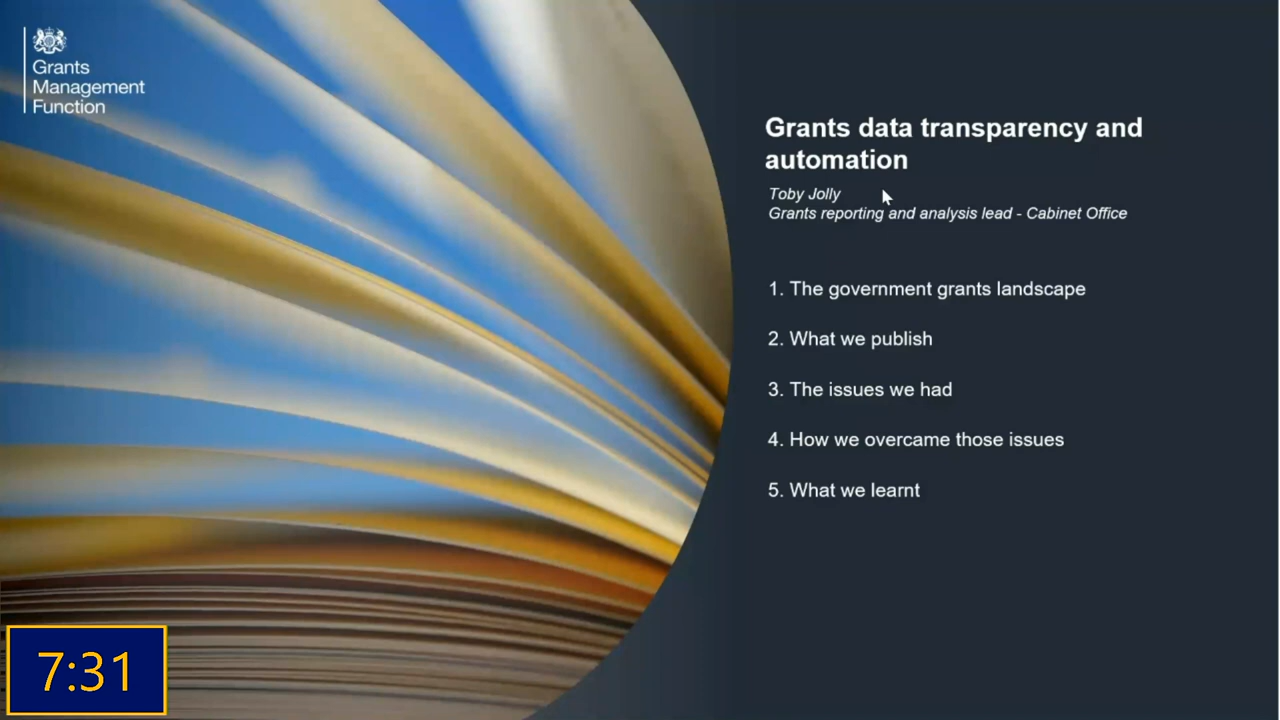 Grants
Management
Function
Grants data transparency and
automation
Toby Jolly
Grants reporting and analysis lead - Cabinet Office
1. The government grants landscape
2. What we publish
3. The issues we had
4. How we overcame those issues
5. What we learnt
7:31